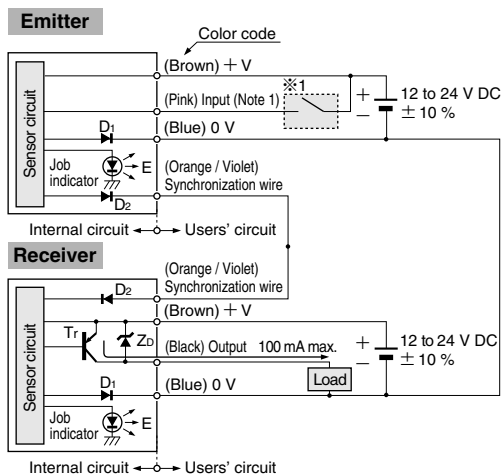 Emitter
Color code
(Brown) + V
※1
(Pink) Input (Note 1)
+
−
12 to 24 V DC
± 10 %
Sensor circuit
D1
(Blue) 0 V
Job
indicator
E
(Orange / Violet)
Synchronization wire
D2
Internal circuit
Users' circuit
Receiver
(Orange / Violet)
Synchronization wire
D2
(Brown) + V
Sensor circuit
Tr
ZD
(Black) Output 100 mA max.
+
−
12 to 24 V DC
± 10 %
Load
D1
(Blue) 0 V
Job
indicator
E
Internal circuit
Users' circuit